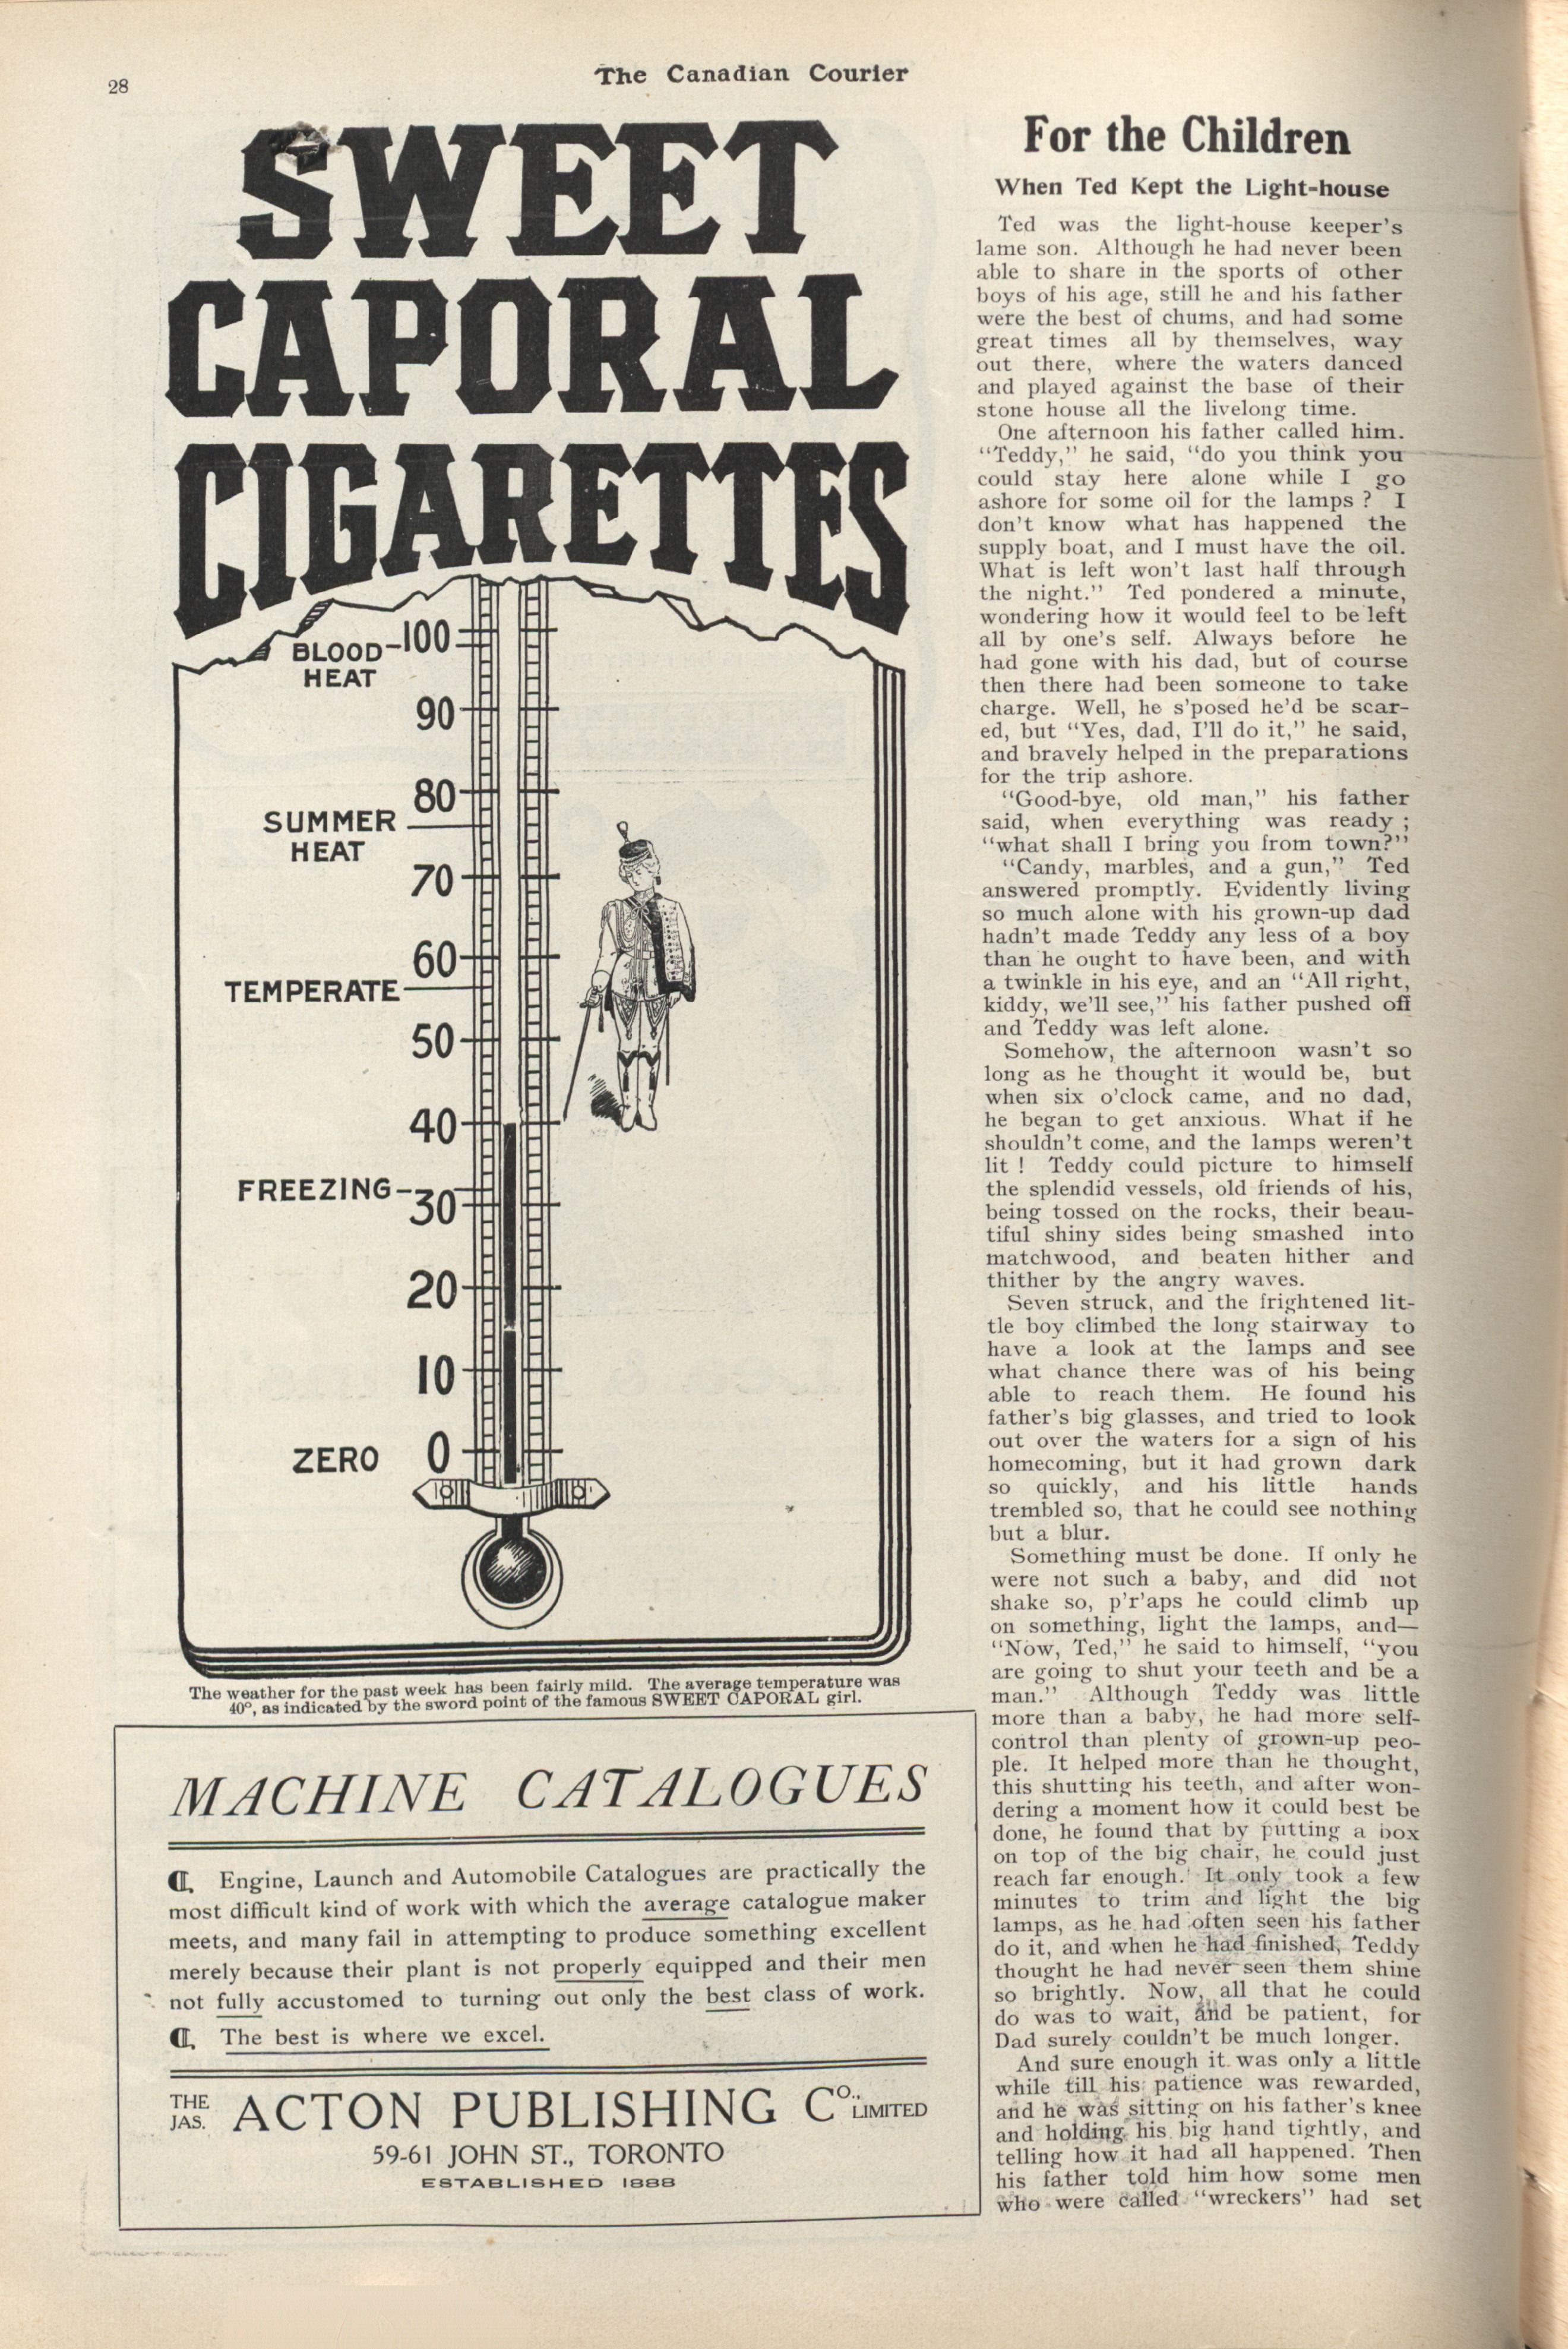 28
The Canadian Courier
SWEET
CAPORAL
CIGARETTES
BLOOD HEAT
100
90
80
SUMMER HEAT
70
60
TEMPERATE
50
40
FREEZING
30
20
10
ZERO 0
The weather for the past week has been fairly mild. The average temperature was
40º, as indicated by the sword point of the famous SWEET CAPORAL girl.
MACHINE CATALOGUES
¶ Engine, Launch and Automobile Catalogues are practically the
most difficult kind of work with which the average catalogue maker
meets, and many fail in attempting to produce something excellent
merely because their plant is not properly equipped and their men
not fully accustomed to turning out only the best class of work.
¶ The best is where we excel.
THE JAS. ACTON PUBLISHING Co., LIMITED
59-61 JOHN ST., TORONTO
ESTABLISHED 1888
For the Children
When Ted Kept the Light-house
Ted was the light-house keeper's
lame son. Although he had never been
able to share in the sports of other
boys of his age, still he and his father
were the best of chums, and had some
great times all by themselves, way
out there, where the waters danced
and played against the base of their
stone house all the livelong time.
One afternoon his father called him.
"Teddy," he said, "do you think you
could stay here alone while I go
ashore for some oil for the lamps ? I
don't know what has happened the
supply boat, and I must have the oil.
What is left won't last half through
the night." Ted pondered a minute,
wondering how it would feel to be left
all by one's self. Always before he
had gone with his dad, but of course
then there had been someone to take
charge. Well, he s'posed he'd be scar-
ed, but "Yes, dad, I'll do it," he said,
and bravely helped in the preparations
for the trip ashore.
"Good-bye, old man," his father
said, when everything was ready ;
"what shall I bring you from town?"
"Candy, marbles, and a gun," Ted
answered promptly. Evidently living
so much alone with his grown-up dad
hadn't made Teddy any less of a boy
than he ought to have been, and with
a twinkle in his eye, and an "All right,
kiddy, we'll see," his father pushed off
and Teddy was left alone.
Somehow, the afternoon wasn't so
long as he thought it would be, but
when six o'clock came, and no dad,
he began to get anxious. What if he
shouldn't come, and the lamps weren't
lit ! Teddy could picture to himself
the splendid vessels, old friends of his,
being tossed on the rocks, their beau-
tiful shiny sides being smashed into
matchwood, and beaten hither and
thither by the angry waves.
Seven struck, and the frightened lit-
tle boy climbed the long stairway to
have a look at the lamps and see
what chance there was of his being
able to reach them. He found his
father's big glasses, and tried to look
out over the waters for a sign of his
homecoming, but it had grown dark
so quickly, and his little hands
trembled so, that he could see nothing
but a blur.
Something must be done. If only he
were not such a baby, and did not
shake so, p'r'aps he could climb up
on something, light the lamps, and—
"Now, Ted," he said to himself, "you
are going to shut your teeth and be a
man." Although Teddy was little
more than a baby, he had more self-
control than plenty of grown-up peo-
ple. It helped more than he thought,
this shutting his teeth, and after won-
dering a moment how it could best be
done, he found that by putting a box
on top of the big chair, he could just
reach far enough. It only took a few
minutes to trim and light the big
lamps, as he had often seen his father
do it, and when he had finished, Teddy
thought he had never seen them shine
so brightly. Now, all that he could
do was to wait, and be patient, for
Dad surely couldn't be much longer.
And sure enough it was only a little
while till his patience was rewarded,
and he was sitting on his father's knee
and holding his big hand tightly, and
telling how it had all happened. Then
his father told him how some men
who were called "wreckers" had set